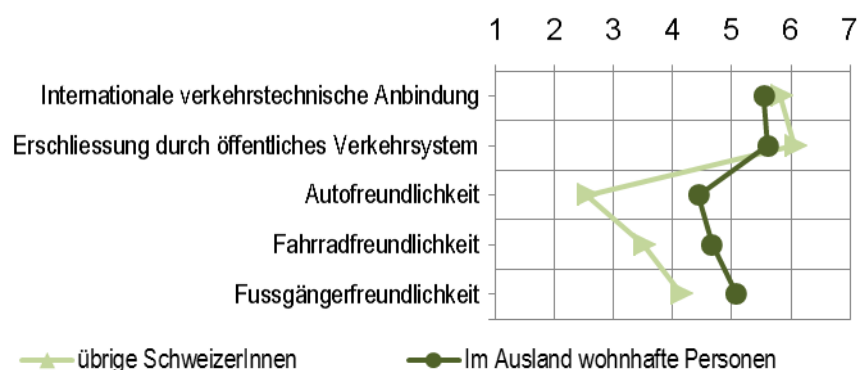 1 2 3 4 5 6 7
Internationale verkehrstechnische Anbindung
Erschliessung durch öffentliches Verkehrsystem
Autofreundlichkeit
Fahrradfreundlichkeit
Fussgängerfreundlichkeit
übrige SchweizerInnen Im Ausland wohnhafte Personen